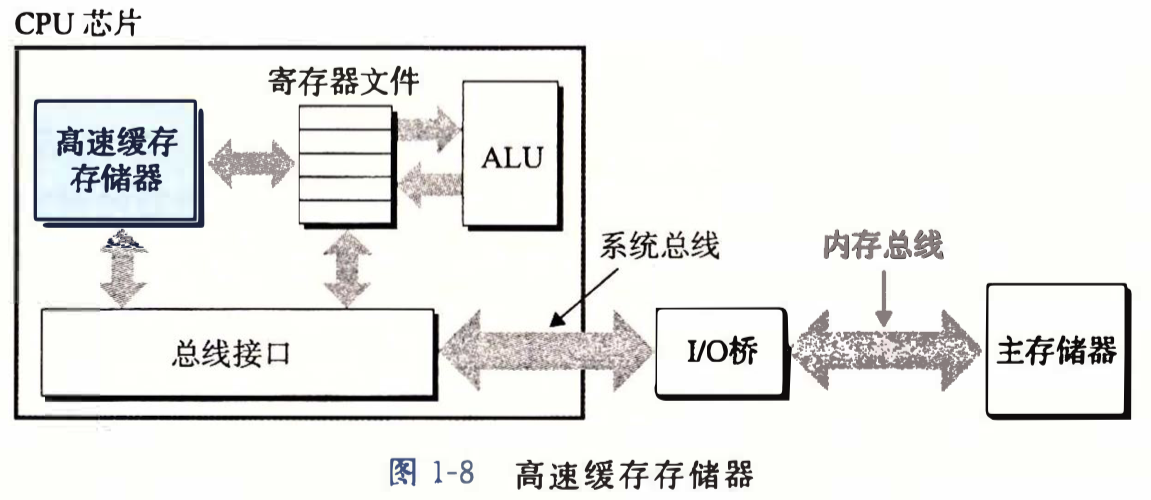 CPU 芯片
寄存器文件
高速缓存
存储器
ALU
系统总线
内存总线
总线接口
I/O桥
主存储器
图 1-8 高速缓存存储器